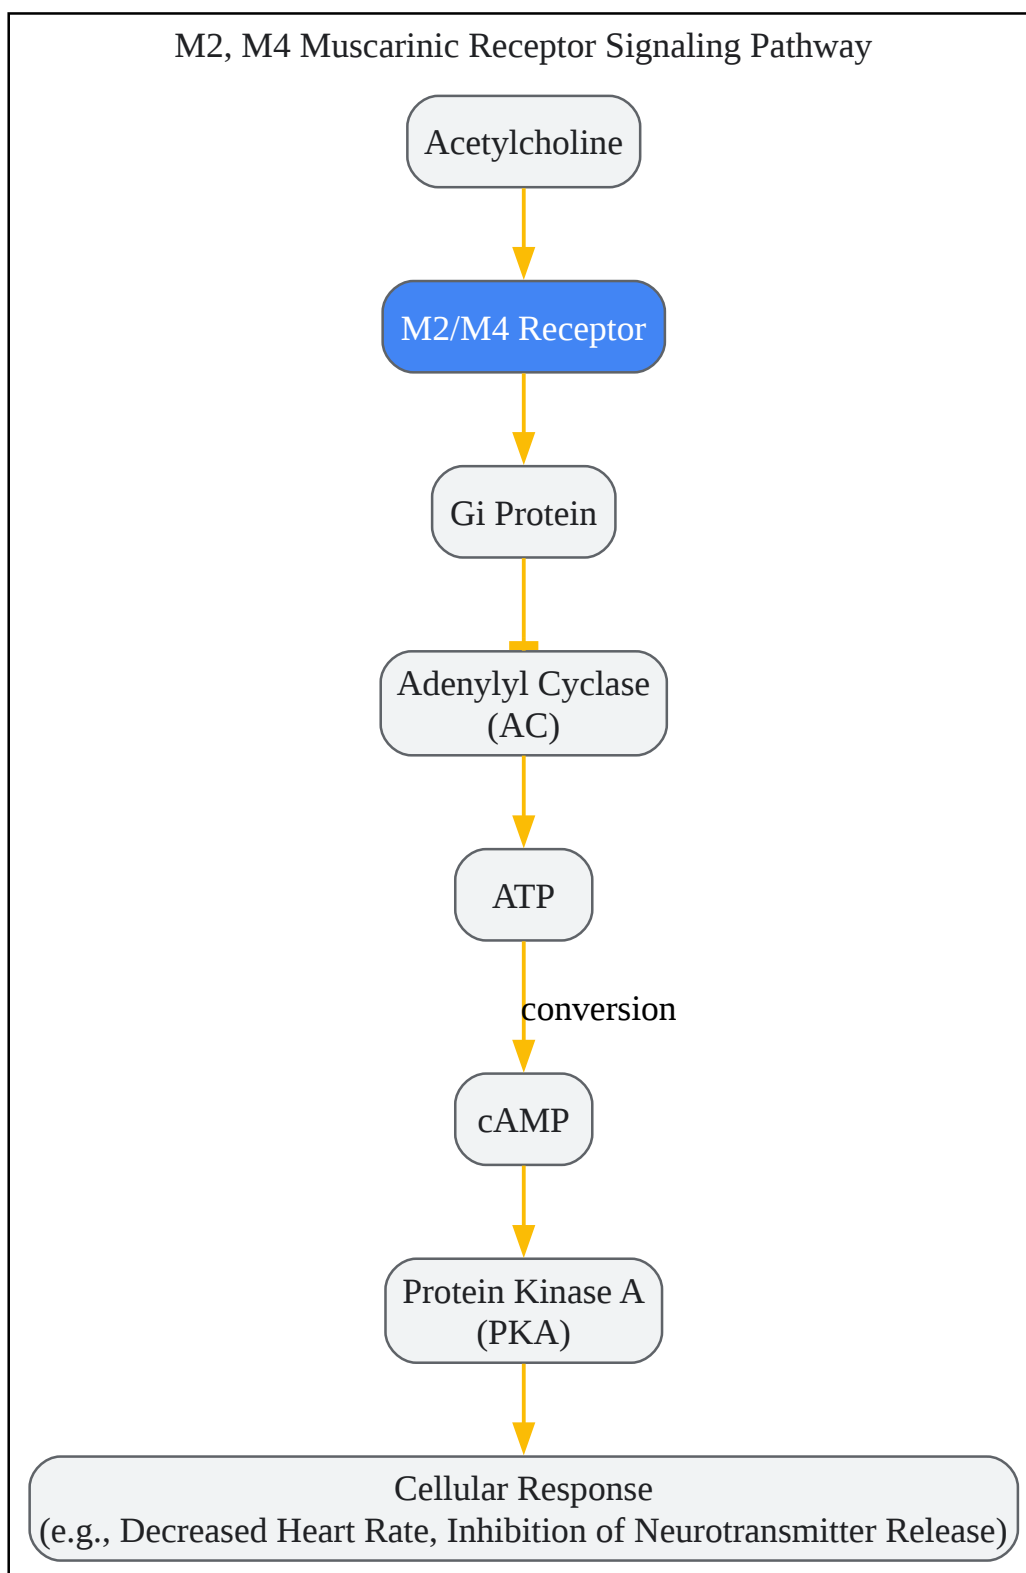 M2, M4 Muscarinic Receptor Signaling Pathway
Acetylcholine
M2/M4 Receptor
Gi Protein
Adenylyl Cyclase
(AC)
ATP
conversion
cAMP
Protein Kinase A
(PKA)
Cellular Response
(e.g., Decreased Heart Rate, Inhibition of Neurotransmitter Release)